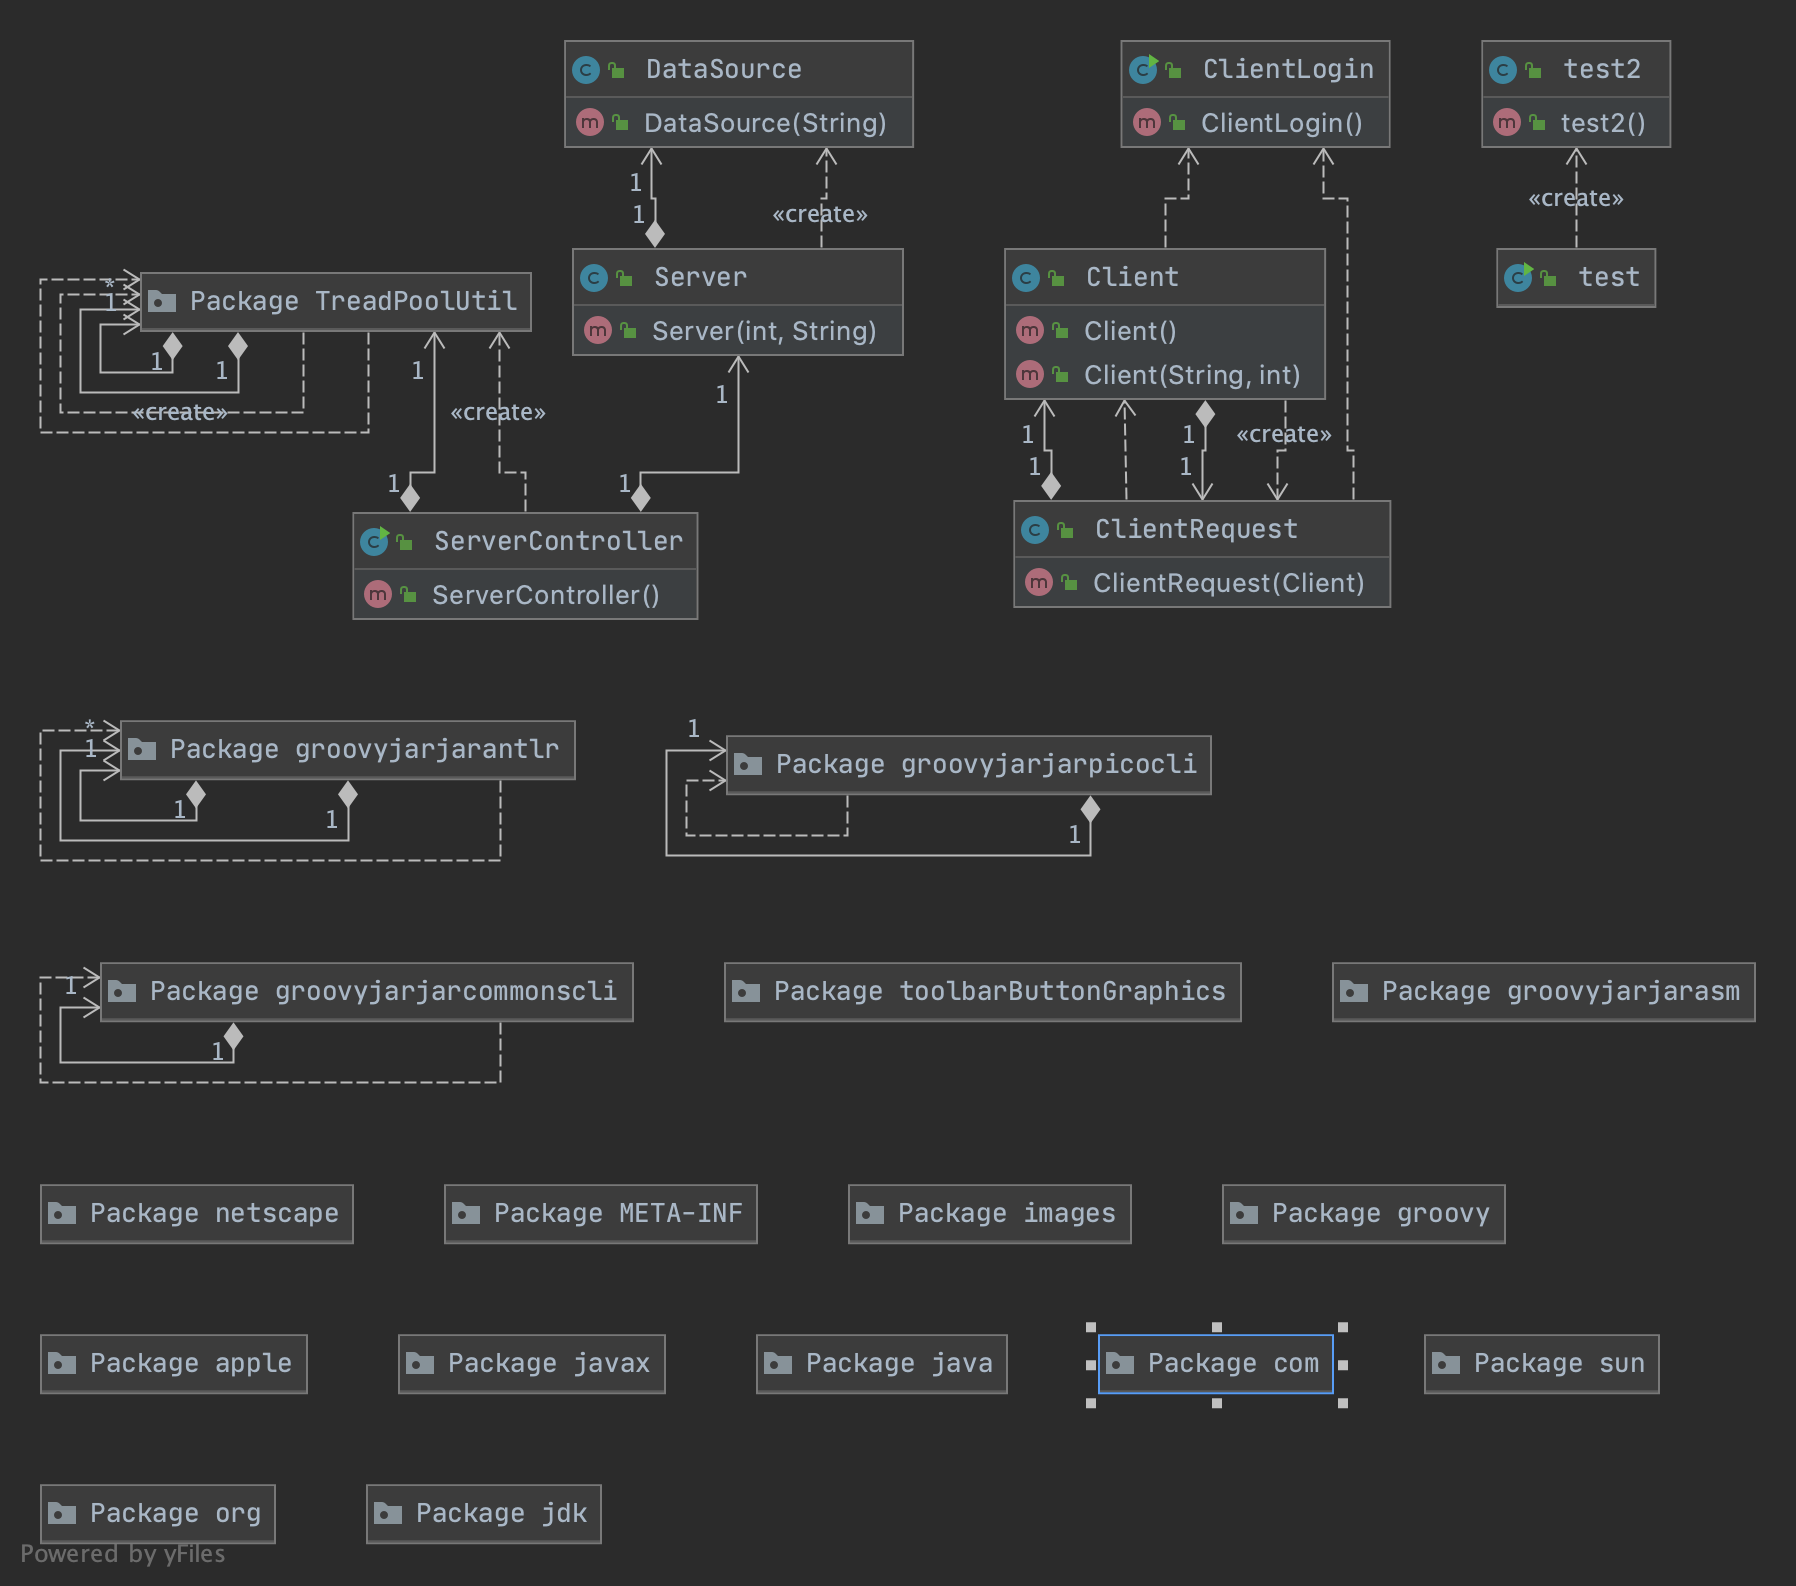 DataSource
DataSource(String)
ClientLogin
ClientLogin()
test2
test2()
1
1
«create»
«create»
Server
Server(int, String)
Client
Client()
Client(String, int)
test
*
1
Package TreadPoolUtil
1
1
«create»
1
«create»
1
1
1
1
1
1
1
«create»
ServerController
ServerController()
ClientRequest
ClientRequest(Client)
*
1
Package groovyjarjarantlr
1
1
1
Package groovyjarjarpicocli
1
1
Package groovyjarjarcommonscli
1
Package toolbarButtonGraphics
Package groovyjarjarasm
Package netscape
Package META-INF
Package images
Package groovy
Package apple
Package javax
Package java
Package com
Package sun
Package org
Package jdk
Powered by yFiles